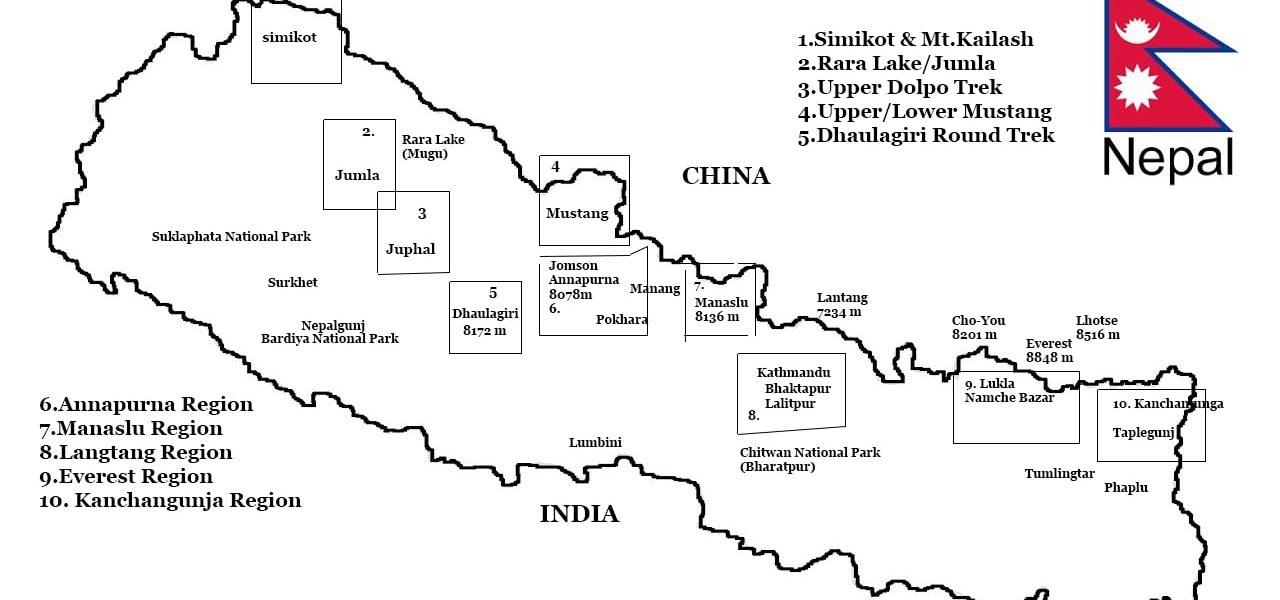 simikot
1.Simikot & Mt.Kailash
2.Rara Lake/Jumla
3.Upper Dolpo Trek
4.Upper/Lower Mustang
5.Dhaulagiri Round Trek
Nepal
2.
Jumla
Rara Lake
(Mugu)
3
Juphal
4
Mustang
CHINA
Suklaphata National Park
Surkhet
Nepalgunj
Bardiya National Park
5
Dhaulagiri
8172 m
Jomson
Annapurna
8078m
6.
Manang
Pokhara
7.
Manaslu
8136 m
Lantang
7234 m
Cho-You
8201 m
Everest
8848 m
Lhotse
8516 m
Kathmandu
Bhaktapur
Lalitpur
8.
Chitwan National Park
(Bharatpur)
9. Lukla
Namche Bazar
10. Kanchanjunga
Taplegunj
Tumlingtar
Phaplu
6.Annapurna Region
7.Manaslu Region
8.Langtang Region
9.Everest Region
10. Kanchangunja Region
Lumbini
INDIA